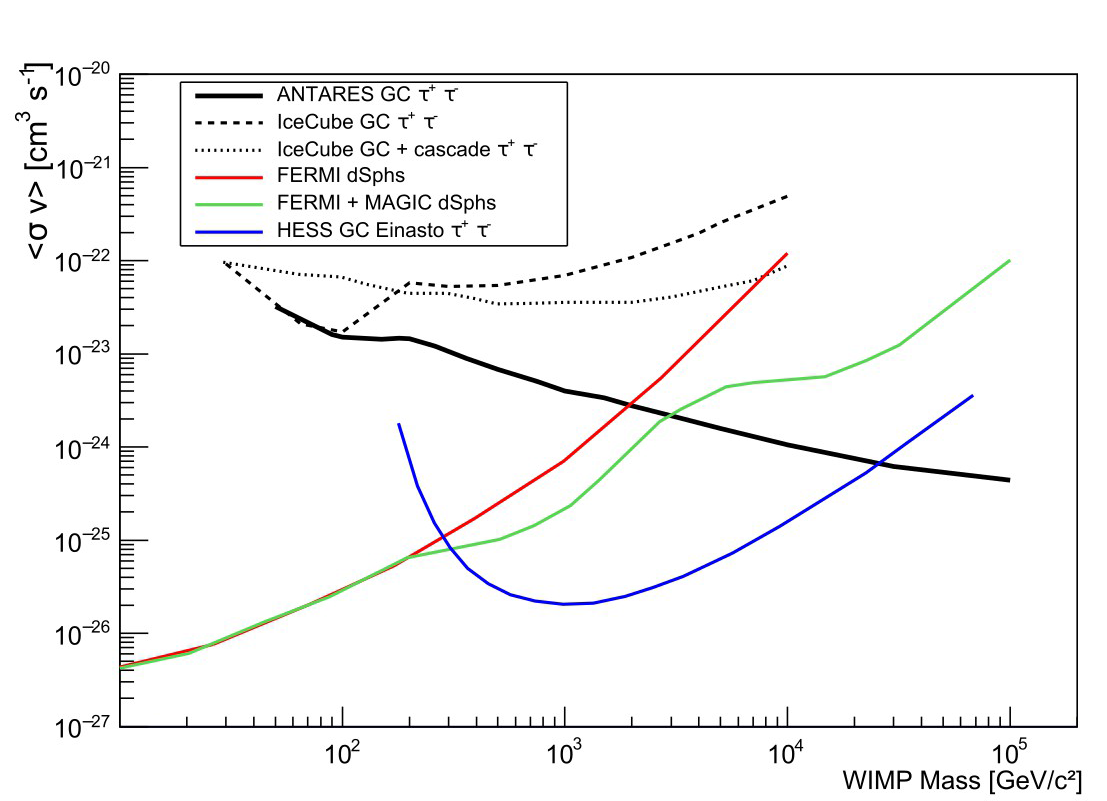 <σ v> [cm³ s⁻¹]
10⁻²⁰
10⁻²¹
10⁻²²
10⁻²³
10⁻²⁴
10⁻²⁵
10⁻²⁶
10⁻²⁷
ANTARES GC τ⁺ τ⁻
IceCube GC τ⁺ τ⁻
IceCube GC + cascade τ⁺ τ⁻
FERMI dSphs
FERMI + MAGIC dSphs
HESS GC Einasto τ⁺ τ⁻
10² 10³ 10⁴ 10⁵
WIMP Mass [GeV/c²]